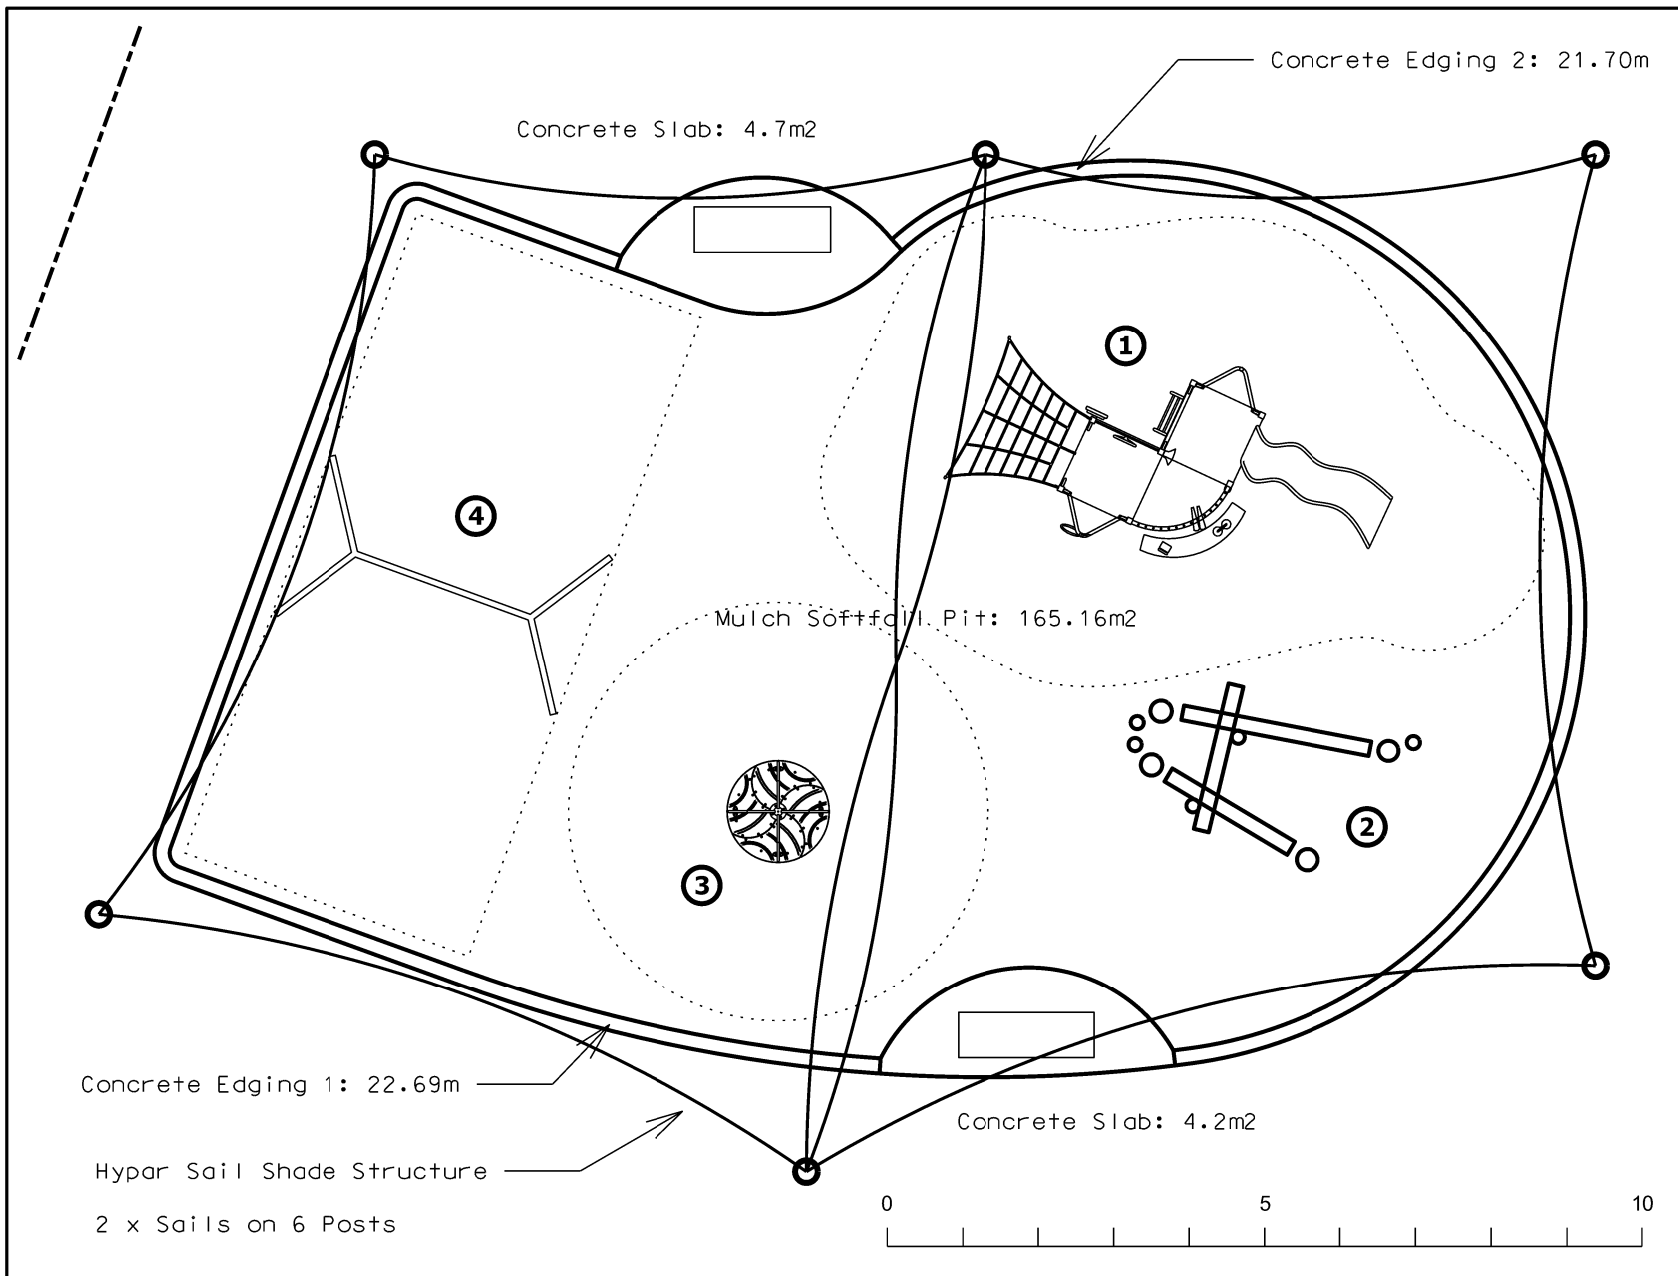 Concrete Edging 2: 21.70m
Concrete Slab: 4.7m2
1
4
Mulch Softfall Pit: 165.16m2
2
3
Concrete Edging 1: 22.69m
Concrete Slab: 4.2m2
Hypar Sail Shade Structure
2 x Sails on 6 Posts
0 5 10